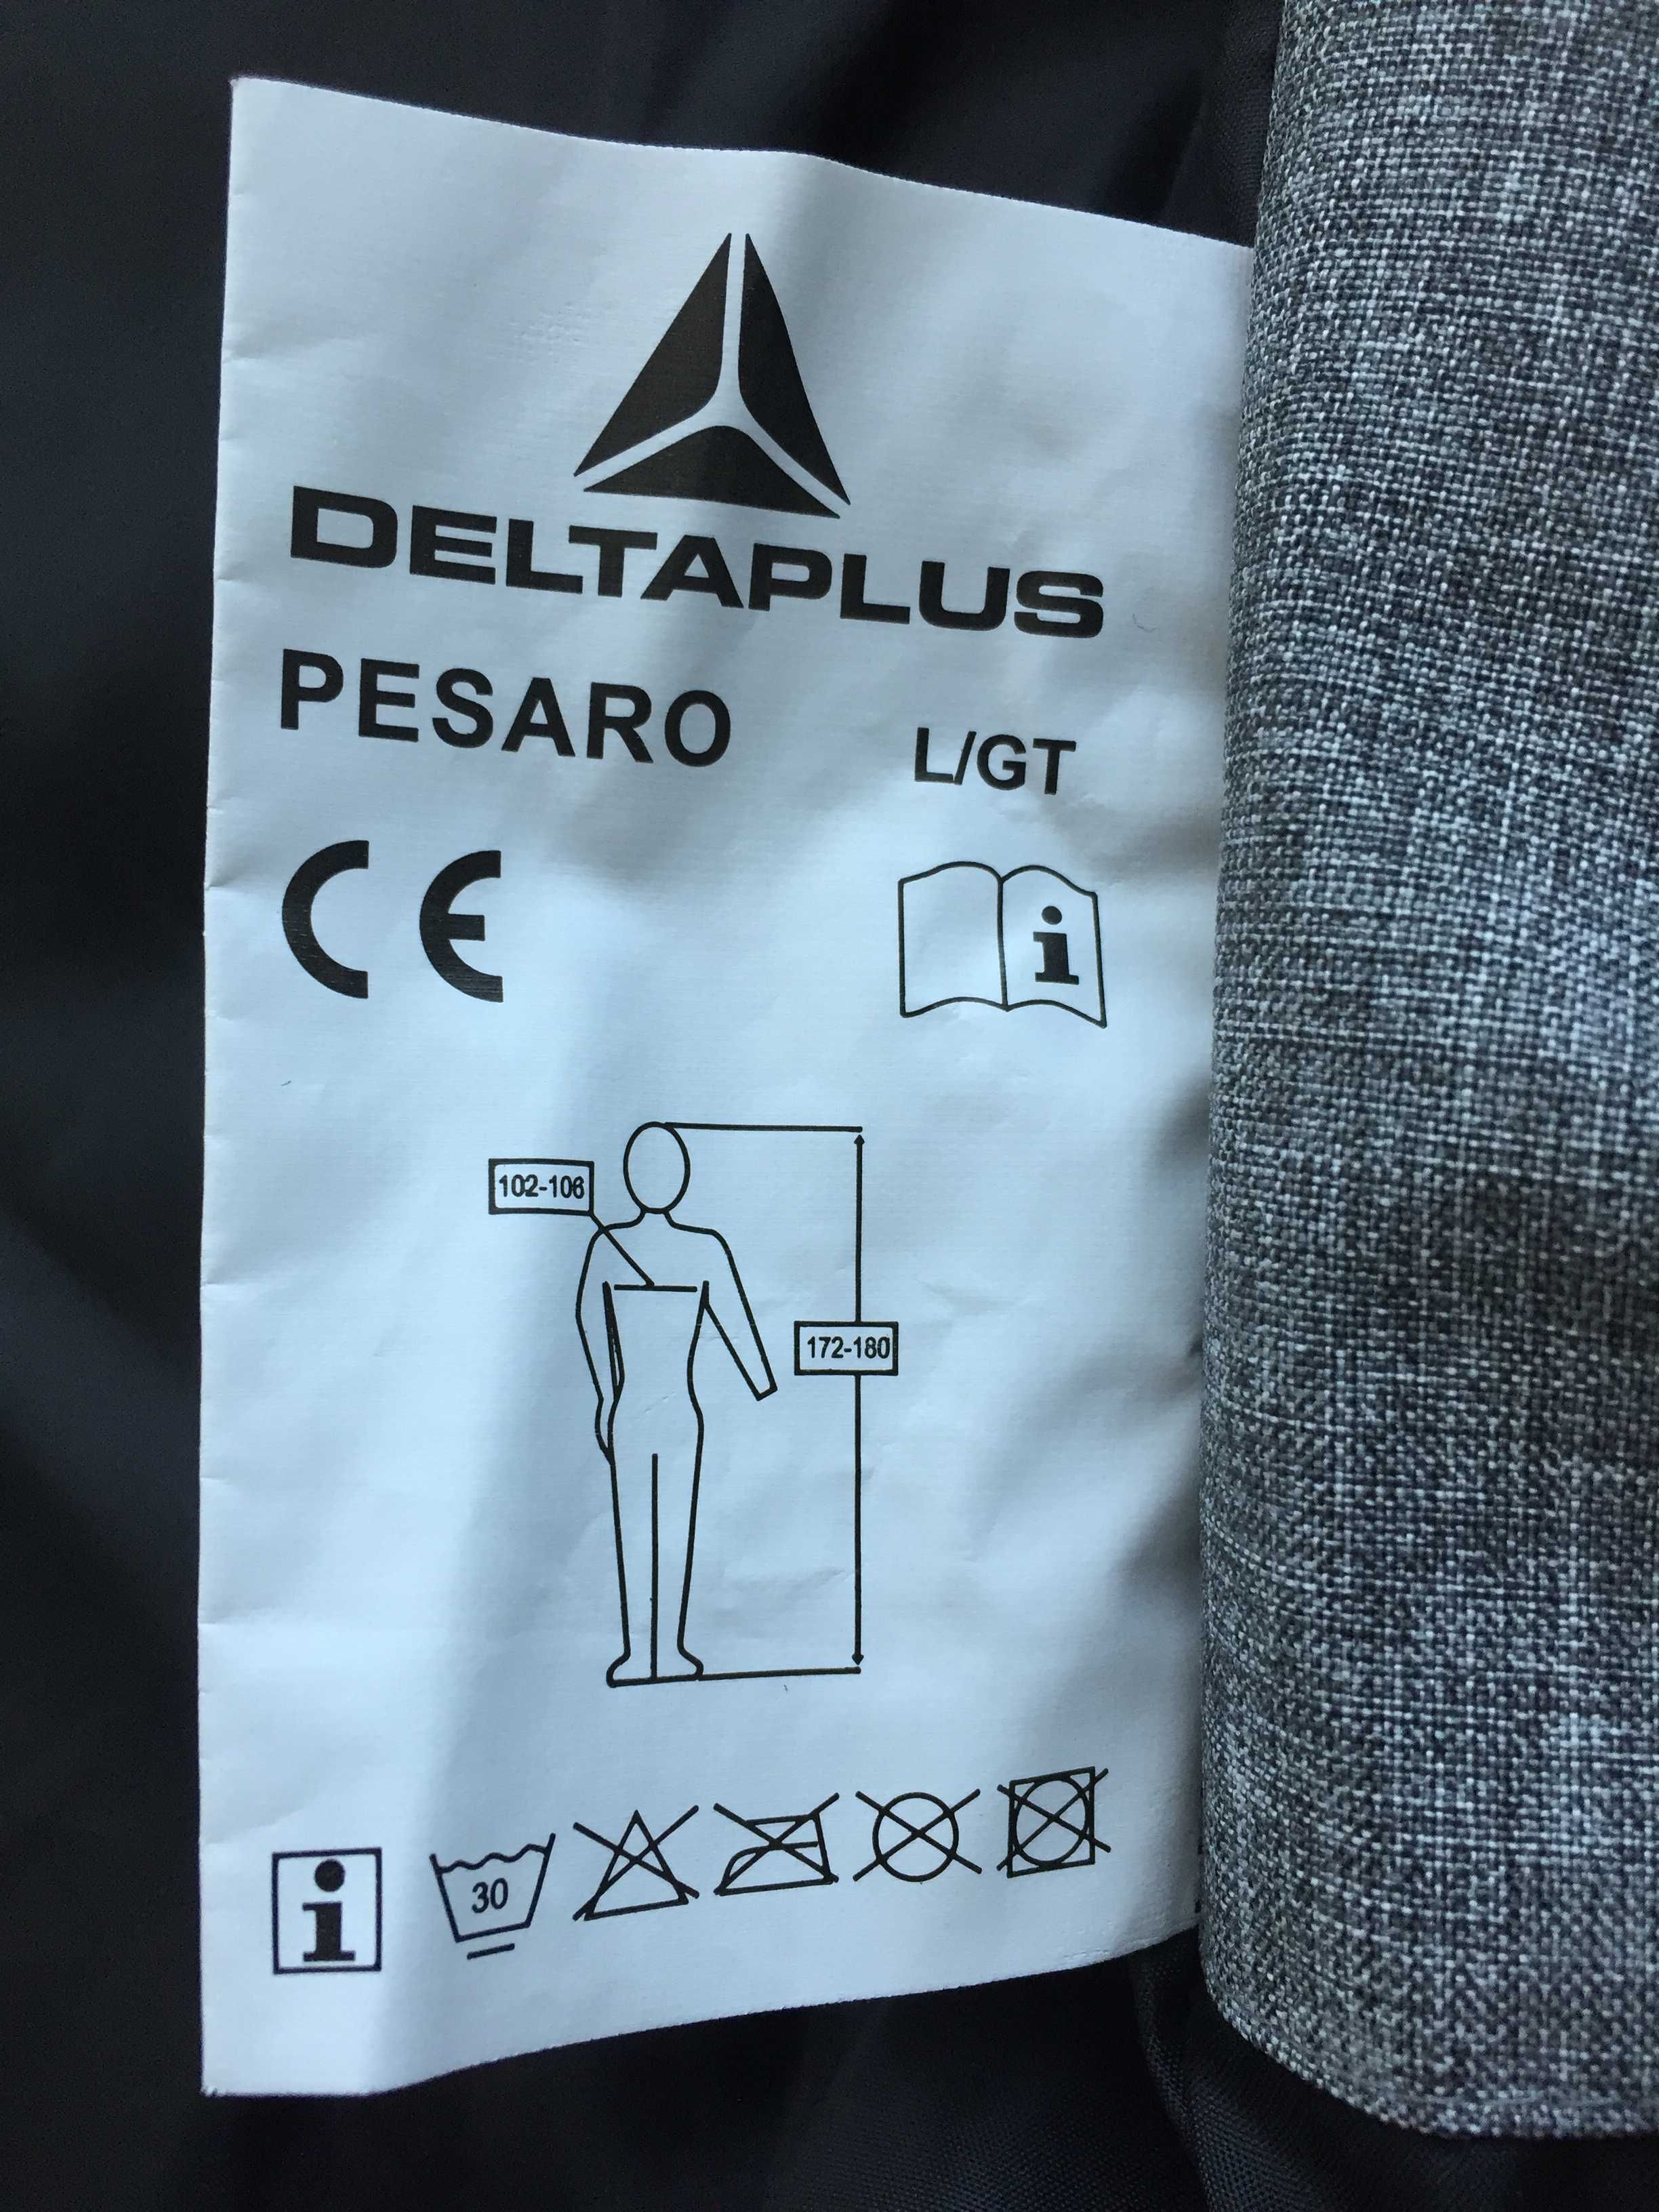 DELTAPLUS
PESARO L/GT
CE
i
102-106
172-180
i 30